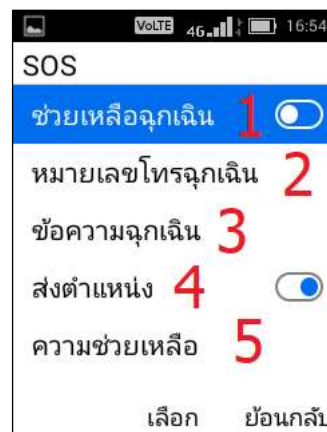 VoLTE 4G 16:54
SOS
ช่วยเหลือฉุกเฉิน 1
หมายเลขโทรฉุกเฉิน 2
ข้อความฉุกเฉิน 3
ส่งตำแหน่ง 4
ความช่วยเหลือ 5
เลือก ย้อนกลับ